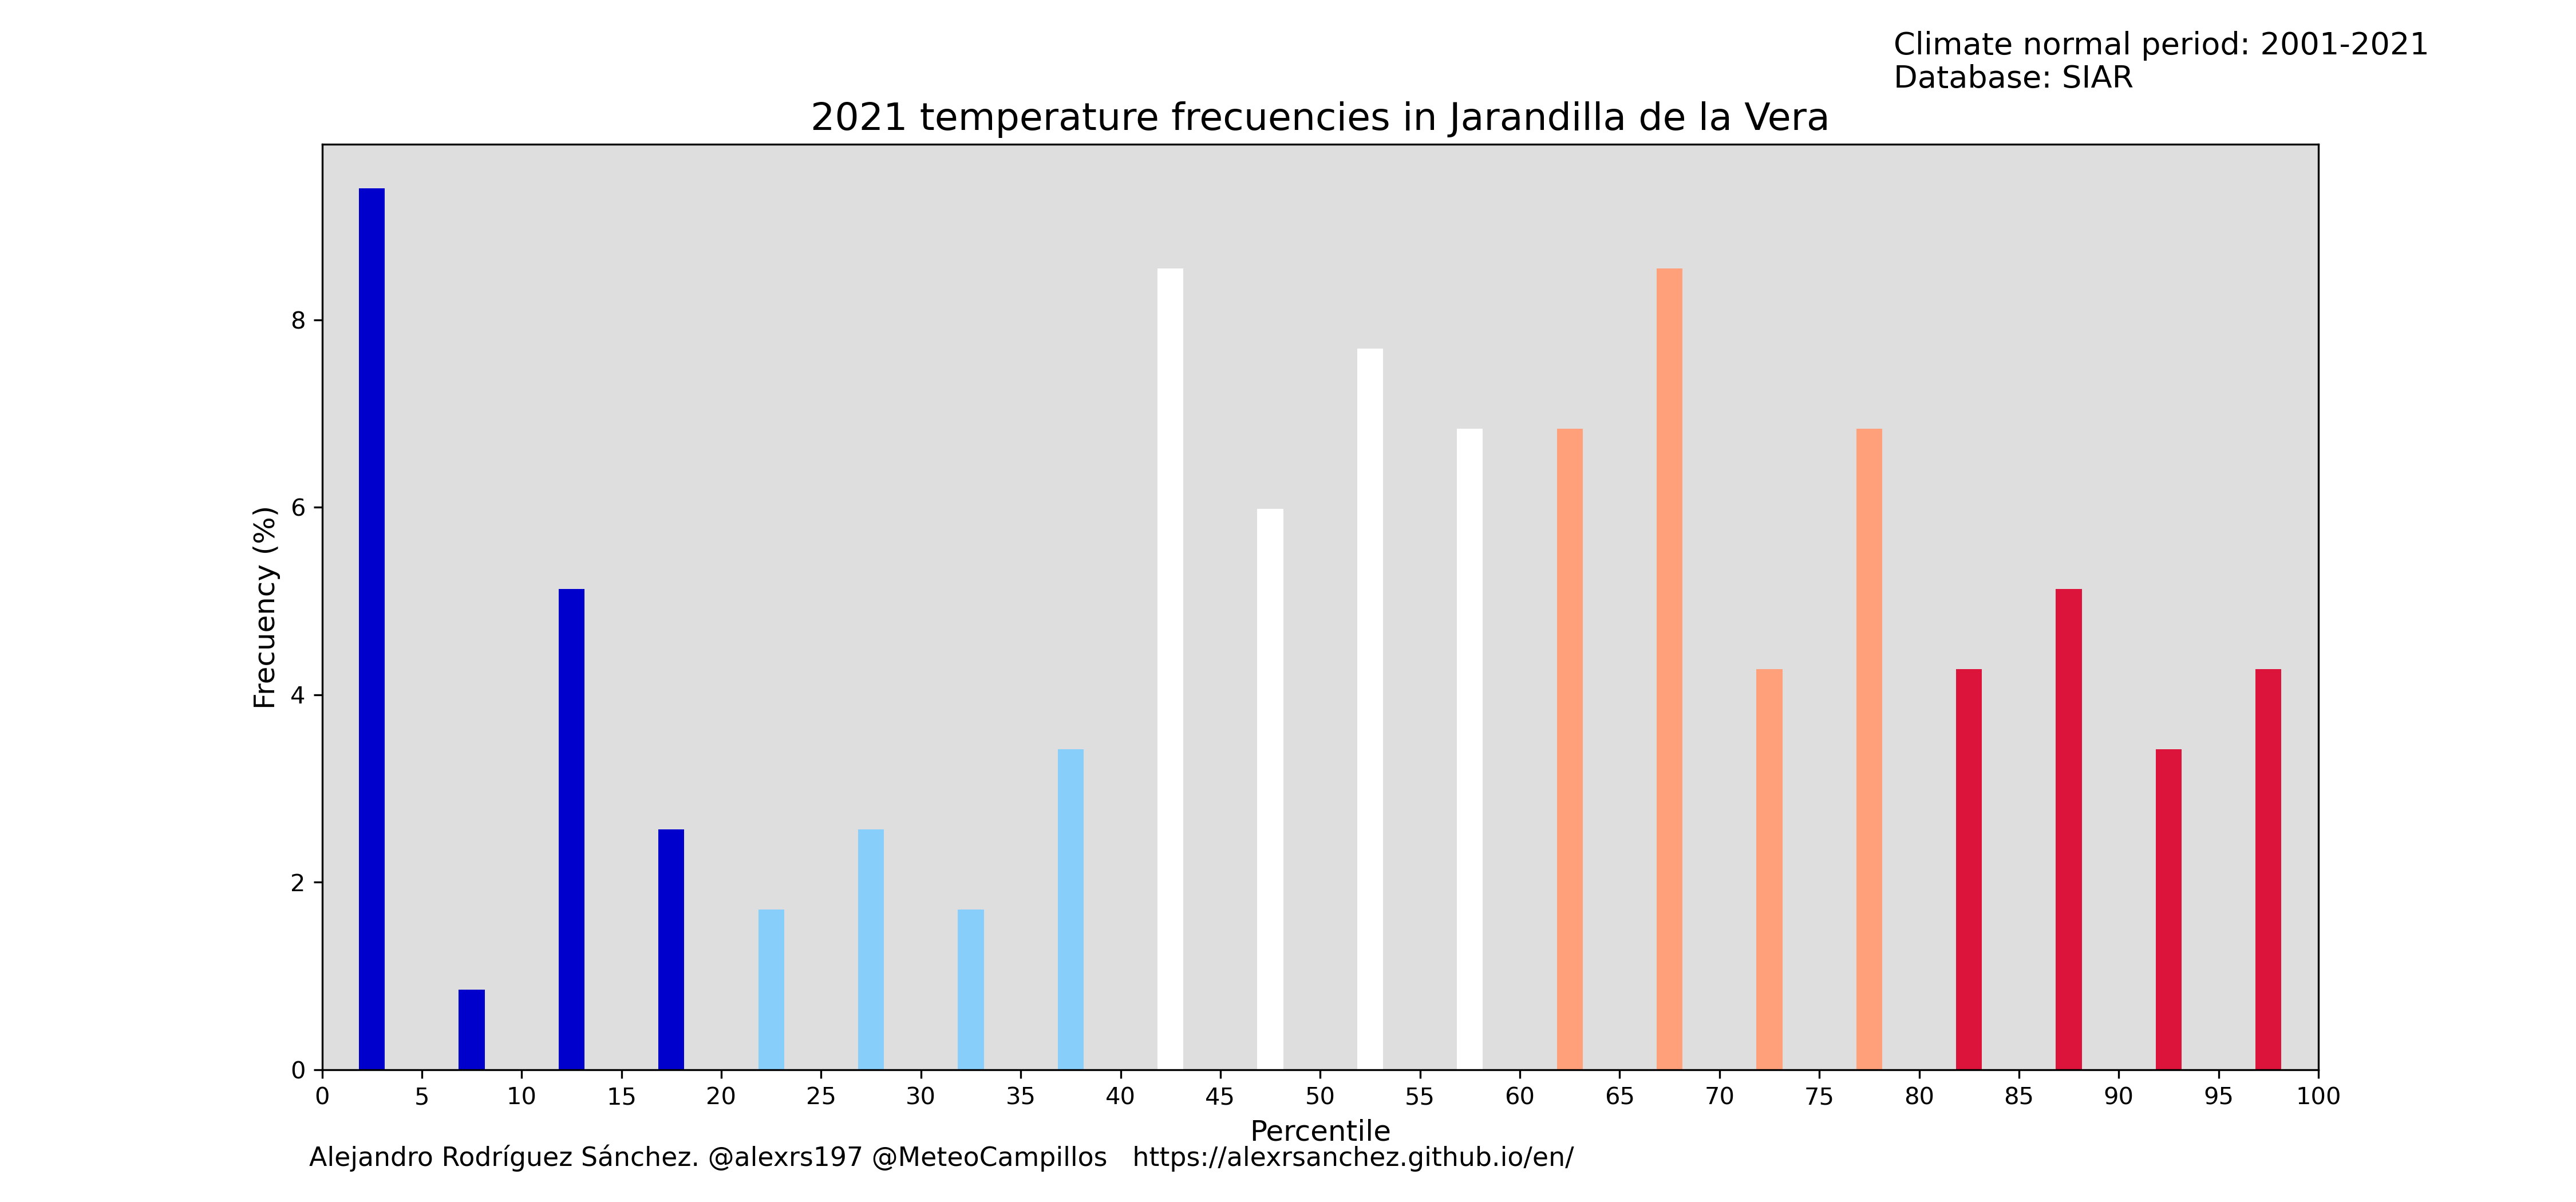 Climate normal period: 2001-2021
Database: SIAR
2021 temperature frecuencies in Jarandilla de la Vera
Frecuency (%)
8
6
4
2
0
0 5 10 15 20 25 30 35 40 45 50 55 60 65 70 75 80 85 90 95 100
Percentile
Alejandro Rodríguez Sánchez. @alexrs197 @MeteoCampillos https://alexrsanchez.github.io/en/